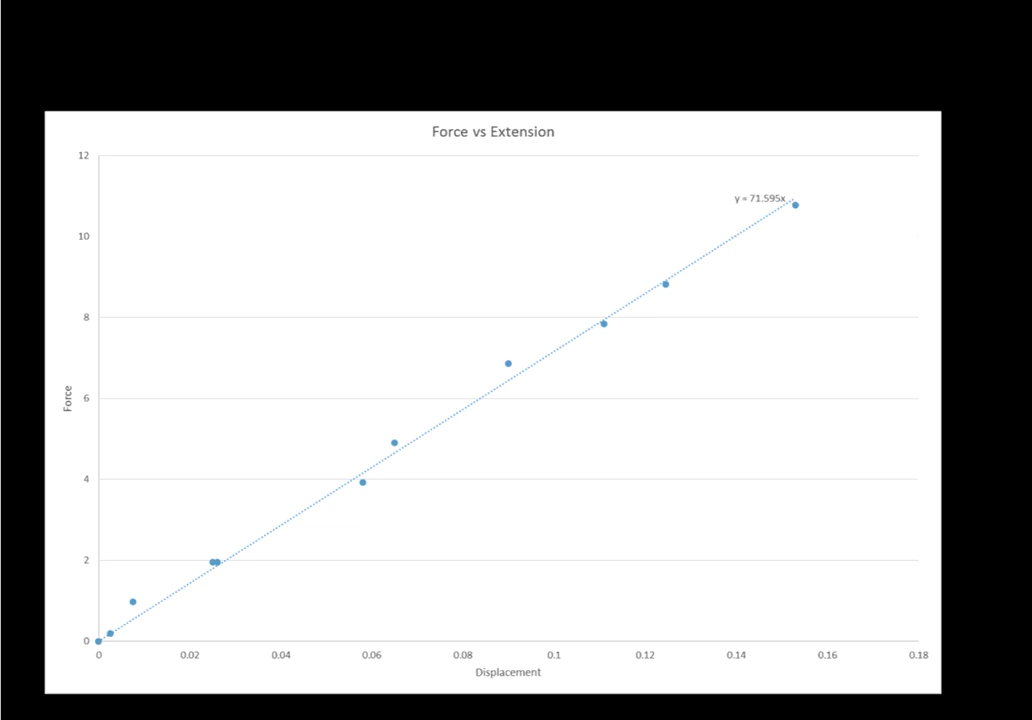 Force vs Extension
12
y = 71.595x
10
8
Force
6
4
2
0
0 0.02 0.04 0.06 0.08 0.1 0.12 0.14 0.16 0.18
Displacement